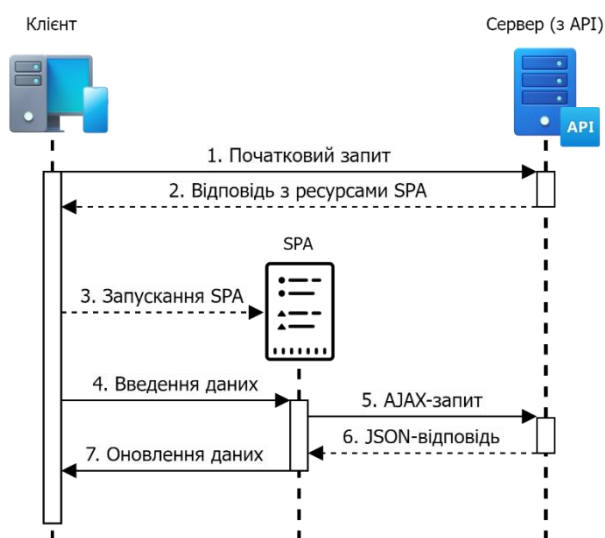 Клієнт
Сервер (з API)
API
1. Початковий запит
2. Відповідь з ресурсами SPA
SPA
3. Запускання SPA
4. Введення даних
5. AJAX-запит
6. JSON-відповідь
7. Оновлення даних